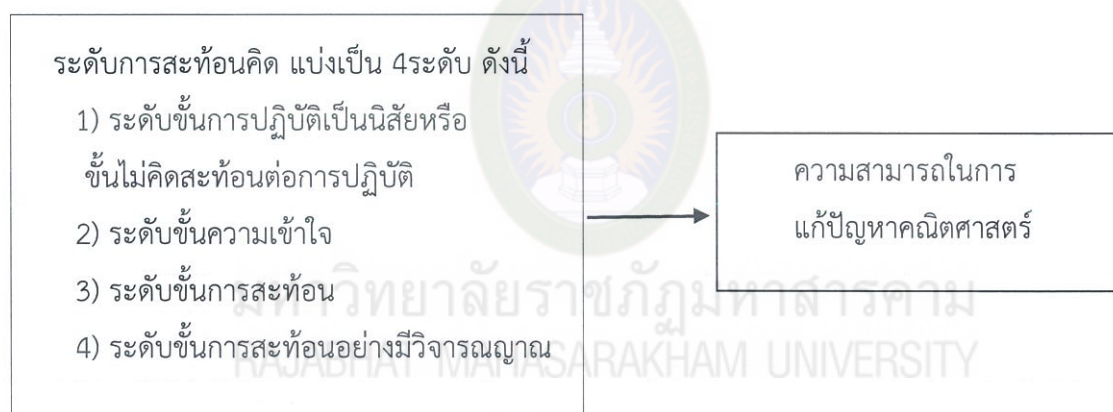 ระดับการสะท้อนคิด แบ่งเป็น 4ระดับ ดังนี้
1) ระดับขั้นการปฏิบัติเป็นนิสัยหรือ
ขั้นไม่คิดสะท้อนต่อการปฏิบัติ
2) ระดับขั้นความเข้าใจ
3) ระดับขั้นการสะท้อน
4) ระดับขั้นการสะท้อนอย่างมีวิจารณญาณ
ความสามารถในการ
แก้ปัญหาคณิตศาสตร์
มหาวิทยาลัยราชภัฏมหาสารคาม
RAJABHAT MAHASARAKHAM UNIVERSITY